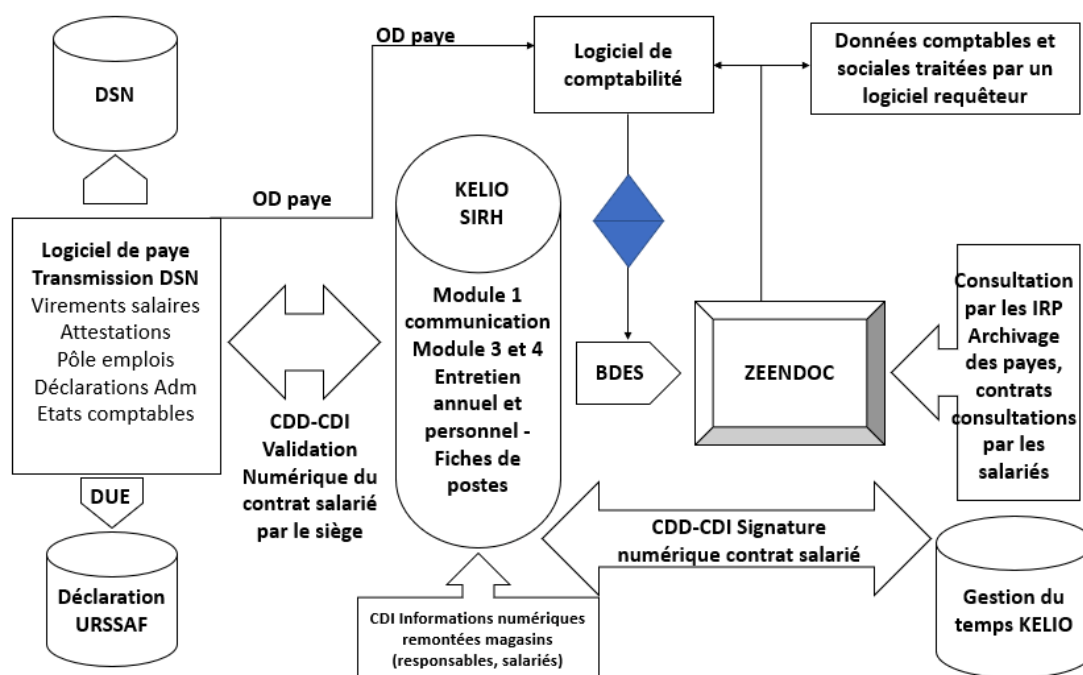 OD paye
DSN
Logiciel de
comptabilité
Données comptables et
sociales traitées par un
logiciel requêteur
OD paye
KELIO
SIRH
Logiciel de paye
Transmission DSN
Virements salaires
Attestations
Pôle emplois
Déclarations Adm
Etats comptables
Module 1
communication
Module 3 et 4
Entretien
annuel et
personnel -
Fiches de
postes
BDES
ZEENDOC
Consultation
par les IRP
Archivage
des payes,
contrats
consultations
par les
salariés
CDD-CDI
Validation
Numérique du
contrat salarié
par le siège
DUE
Déclaration
URSSAF
CDD-CDI Signature
numérique contrat salarié
Gestion du
temps KELIO
CDI Informations numériques
remontées magasins
(responsables, salariés)